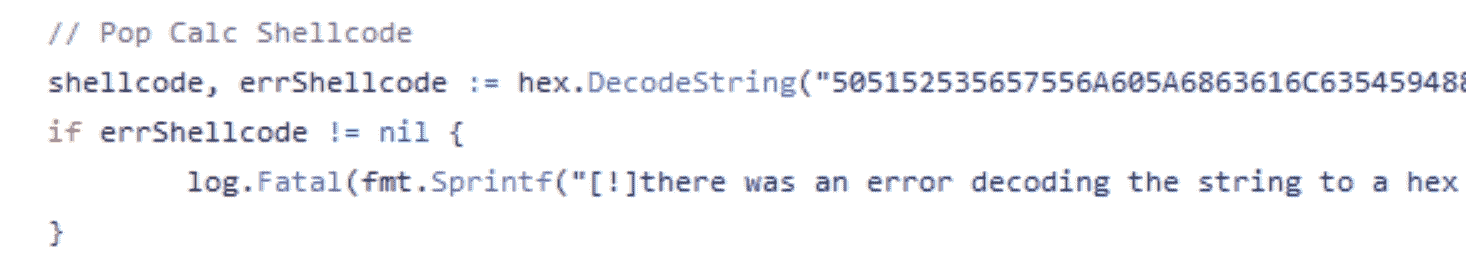 // Pop Calc Shellcode
shellcode, errShellcode := hex.DecodeString("505152535657556A605A6863616C6354594888
if errShellcode != nil {
log.Fatal(fmt.Sprintf("[!]there was an error decoding the string to a hex
}